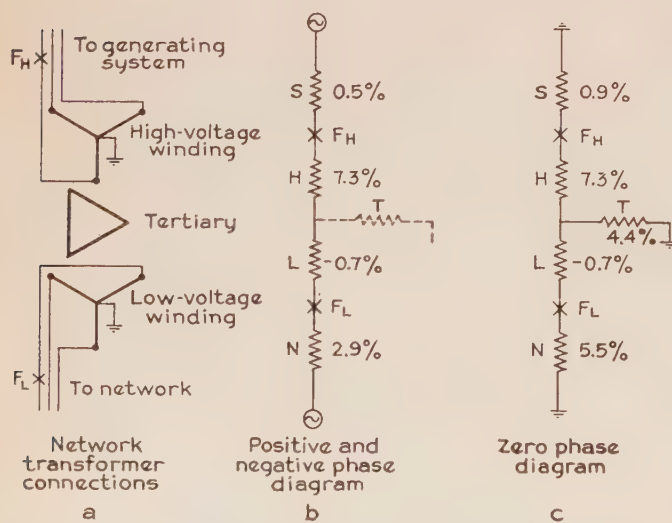 F_H
To generating
system
High-voltage
winding
Tertiary
Low-voltage
winding
F_L
To network
Network
transformer
connections
a
S 0.5%
F_H
H 7.3%
T
L -0.7%
F_L
N 2.9%
Positive and
negative phase
diagram
b
S 0.9%
F_H
H 7.3%
T
4.4%
L -0.7%
F_L
N 5.5%
Zero phase
diagram
c